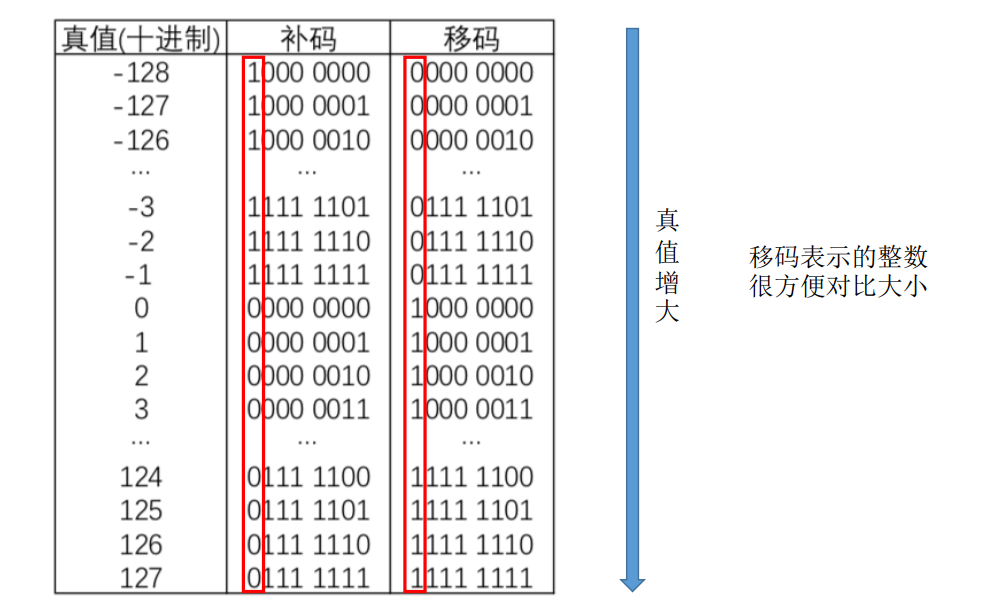 真值(十进制) 补码 移码
-128 1000 0000 0000 0000
-127 1000 0001 0000 0001
-126 1000 0010 0000 0010
... ... ...
-3 1111 1101 0111 1101
-2 1111 1110 0111 1110
-1 1111 1111 0111 1111
0 0000 0000 1000 0000
1 0000 0001 1000 0001
2 0000 0010 1000 0010
3 0000 0011 1000 0011
... ... ...
124 0111 1100 1111 1100
125 0111 1101 1111 1101
126 0111 1110 1111 1110
127 0111 1111 1111 1111
真
值
增
大
移码表示的整数
很方便对比大小